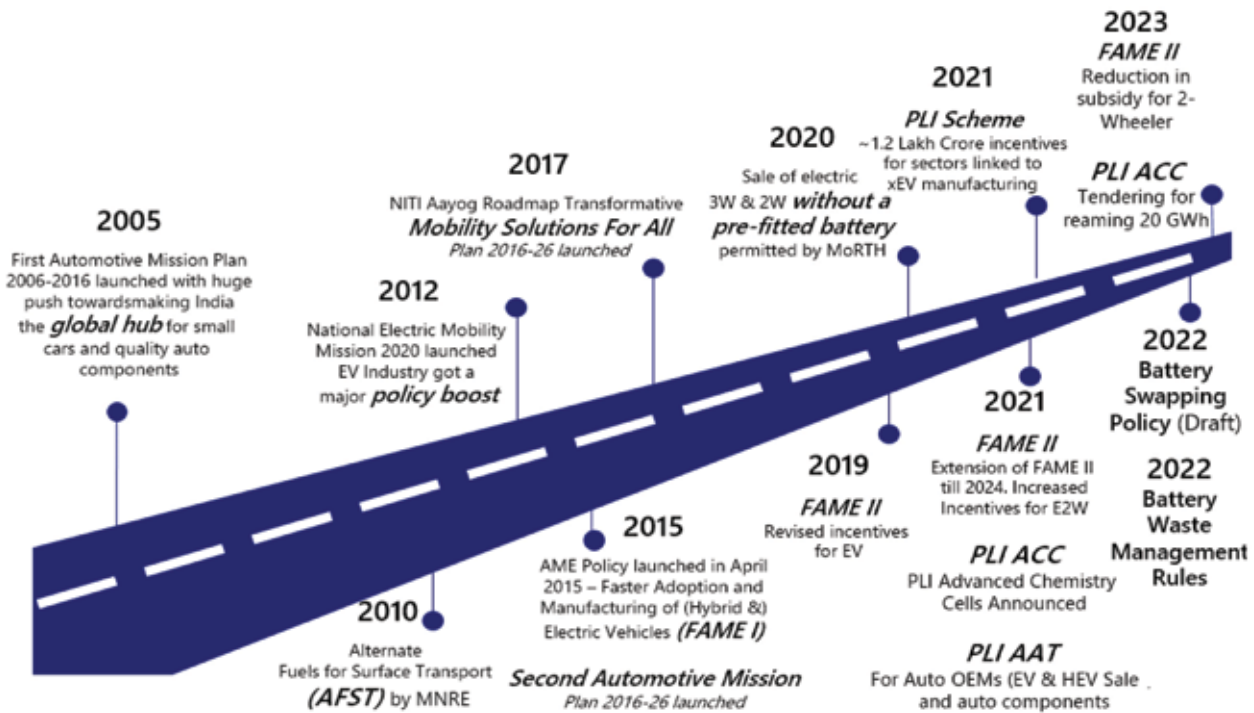 2005
First Automotive Mission Plan
2006-2016 launched with huge
push towardsmaking India
the global hub for small
cars and quality auto
components
2010
Alternate
Fuels for Surface Transport
(AFST) by MNRE
2012
National Electric Mobility
Mission 2020 launched
EV Industry got a
major policy boost
2015
AME Policy launched in April
2015 – Faster Adoption and
Manufacturing of (Hybrid &)
Electric Vehicles (FAME I)
Second Automotive Mission
Plan 2016-26 launched
2017
NITI Aayog Roadmap Transformative
Mobility Solutions For All
Plan 2016-26 launched
2019
FAME II
Revised incentives
for EV
2020
Sale of electric
3W & 2W without a
pre-fitted battery
permitted by MoRTH
2021
PLI Scheme
~1.2 Lakh Crore incentives
for sectors linked to
xEV manufacturing
2021
FAME II
Extension of FAME II
till 2024. Increased
Incentives for E2W
PLI ACC
PLI Advanced Chemistry
Cells Announced
PLI AAT
For Auto OEMs (EV & HEV Sale .
and auto components
2022
Battery
Swapping
Policy (Draft)
2022
Battery
Waste
Management
Rules
2023
FAME II
Reduction in
subsidy for 2-
Wheeler
PLI ACC
Tendering for
reaming 20 GWh